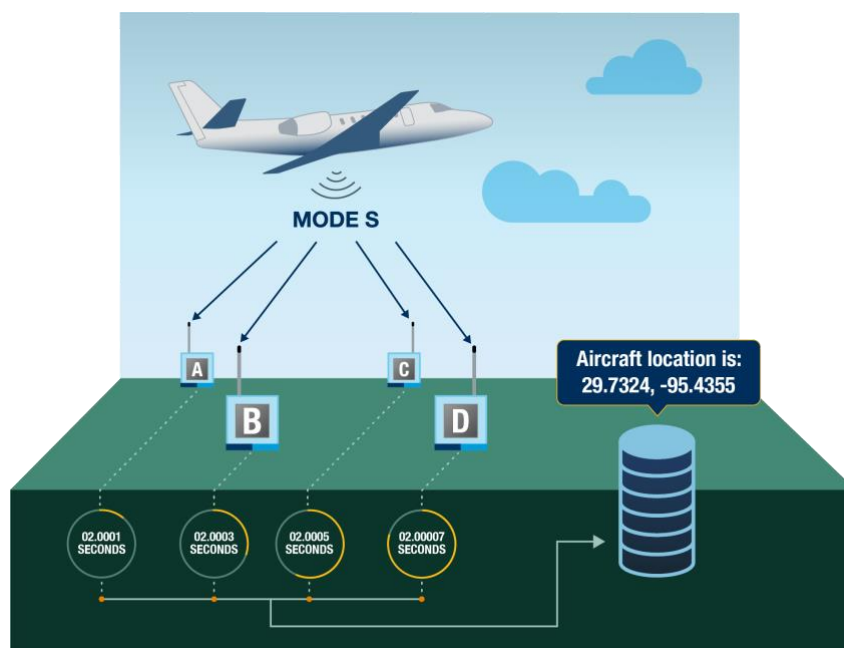 MODE S
A
C
B
D
Aircraft location is:
29.7324, -95.4355
02.0001
SECONDS
02.0003
SECONDS
02.0005
SECONDS
02.00007
SECONDS